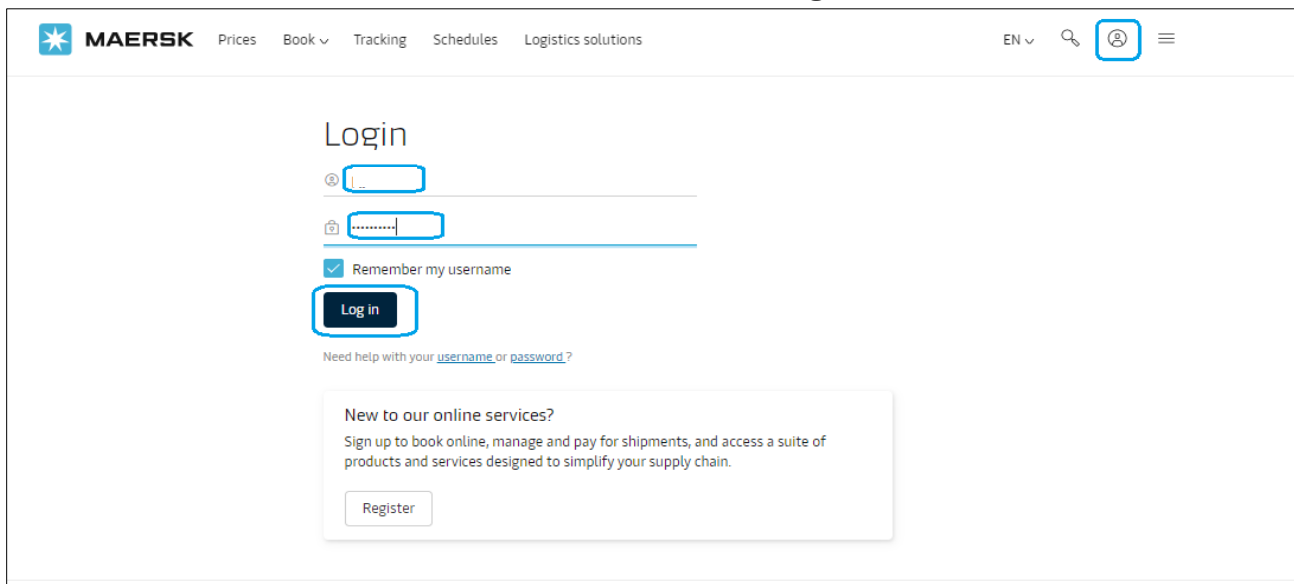 MAERSK Prices Book Tracking Schedules Logistics solutions EN
Login
..........
Remember my username
Log in
Need help with your username or password ?
New to our online services?
Sign up to book online, manage and pay for shipments, and access a suite of
products and services designed to simplify your supply chain.
Register